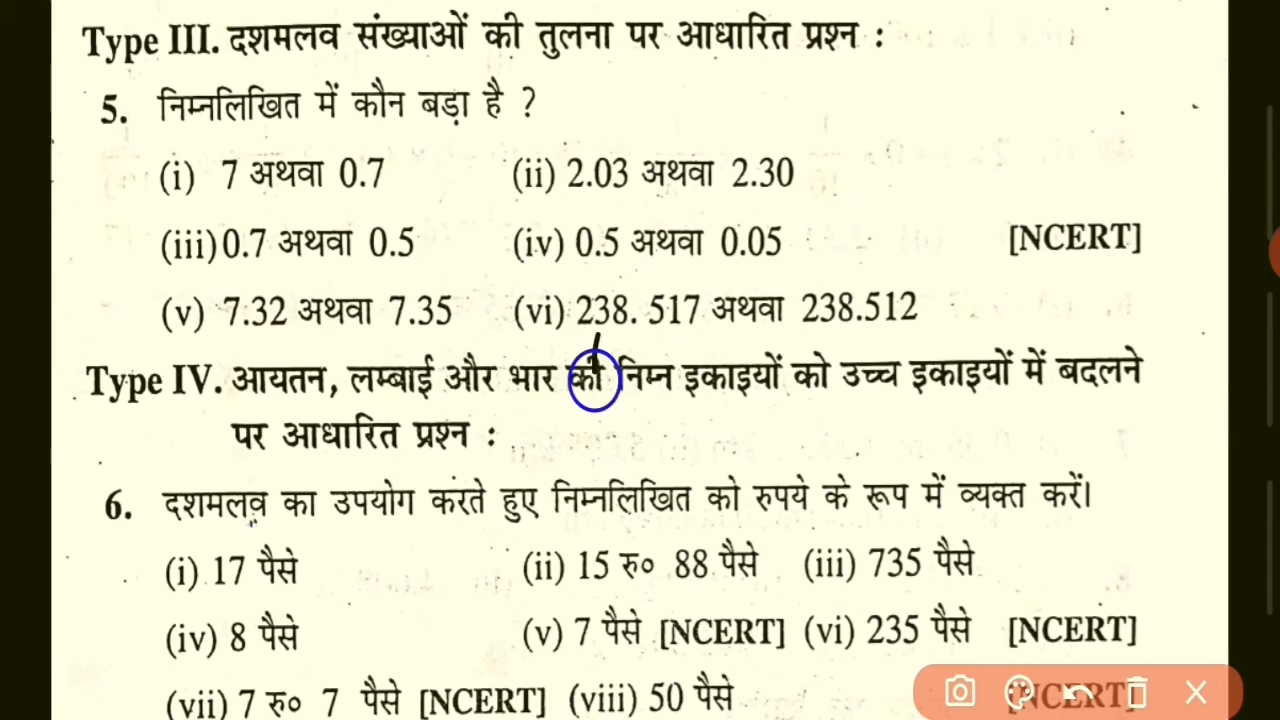 Type III. दशमलव संख्याओं की तुलना पर आधारित प्रश्न :
5. निम्नलिखित में कौन बड़ा है ?
(i) 7 अथवा 0.7 (ii) 2.03 अथवा 2.30
(iii) 0.7 अथवा 0.5 (iv) 0.5 अथवा 0.05 [NCERT]
(v) 7.32 अथवा 7.35 (vi) 238. 517 अथवा 238.512
Type IV. आयतन, लम्बाई और भार की निम्न इकाइयों को उच्च इकाइयों में बदलने
पर आधारित प्रश्न :
6. दशमलव का उपयोग करते हुए निम्नलिखित को रुपये के रूप में व्यक्त करें।
(i) 17 पैसे (ii) 15 रु० 88 पैसे (iii) 735 पैसे
(iv) 8 पैसे (v) 7 पैसे [NCERT] (vi) 235 पैसे [NCERT]
(vii) 7 रु० 7 पैसे [NCERT] (viii) 50 पैसे [NCERT]